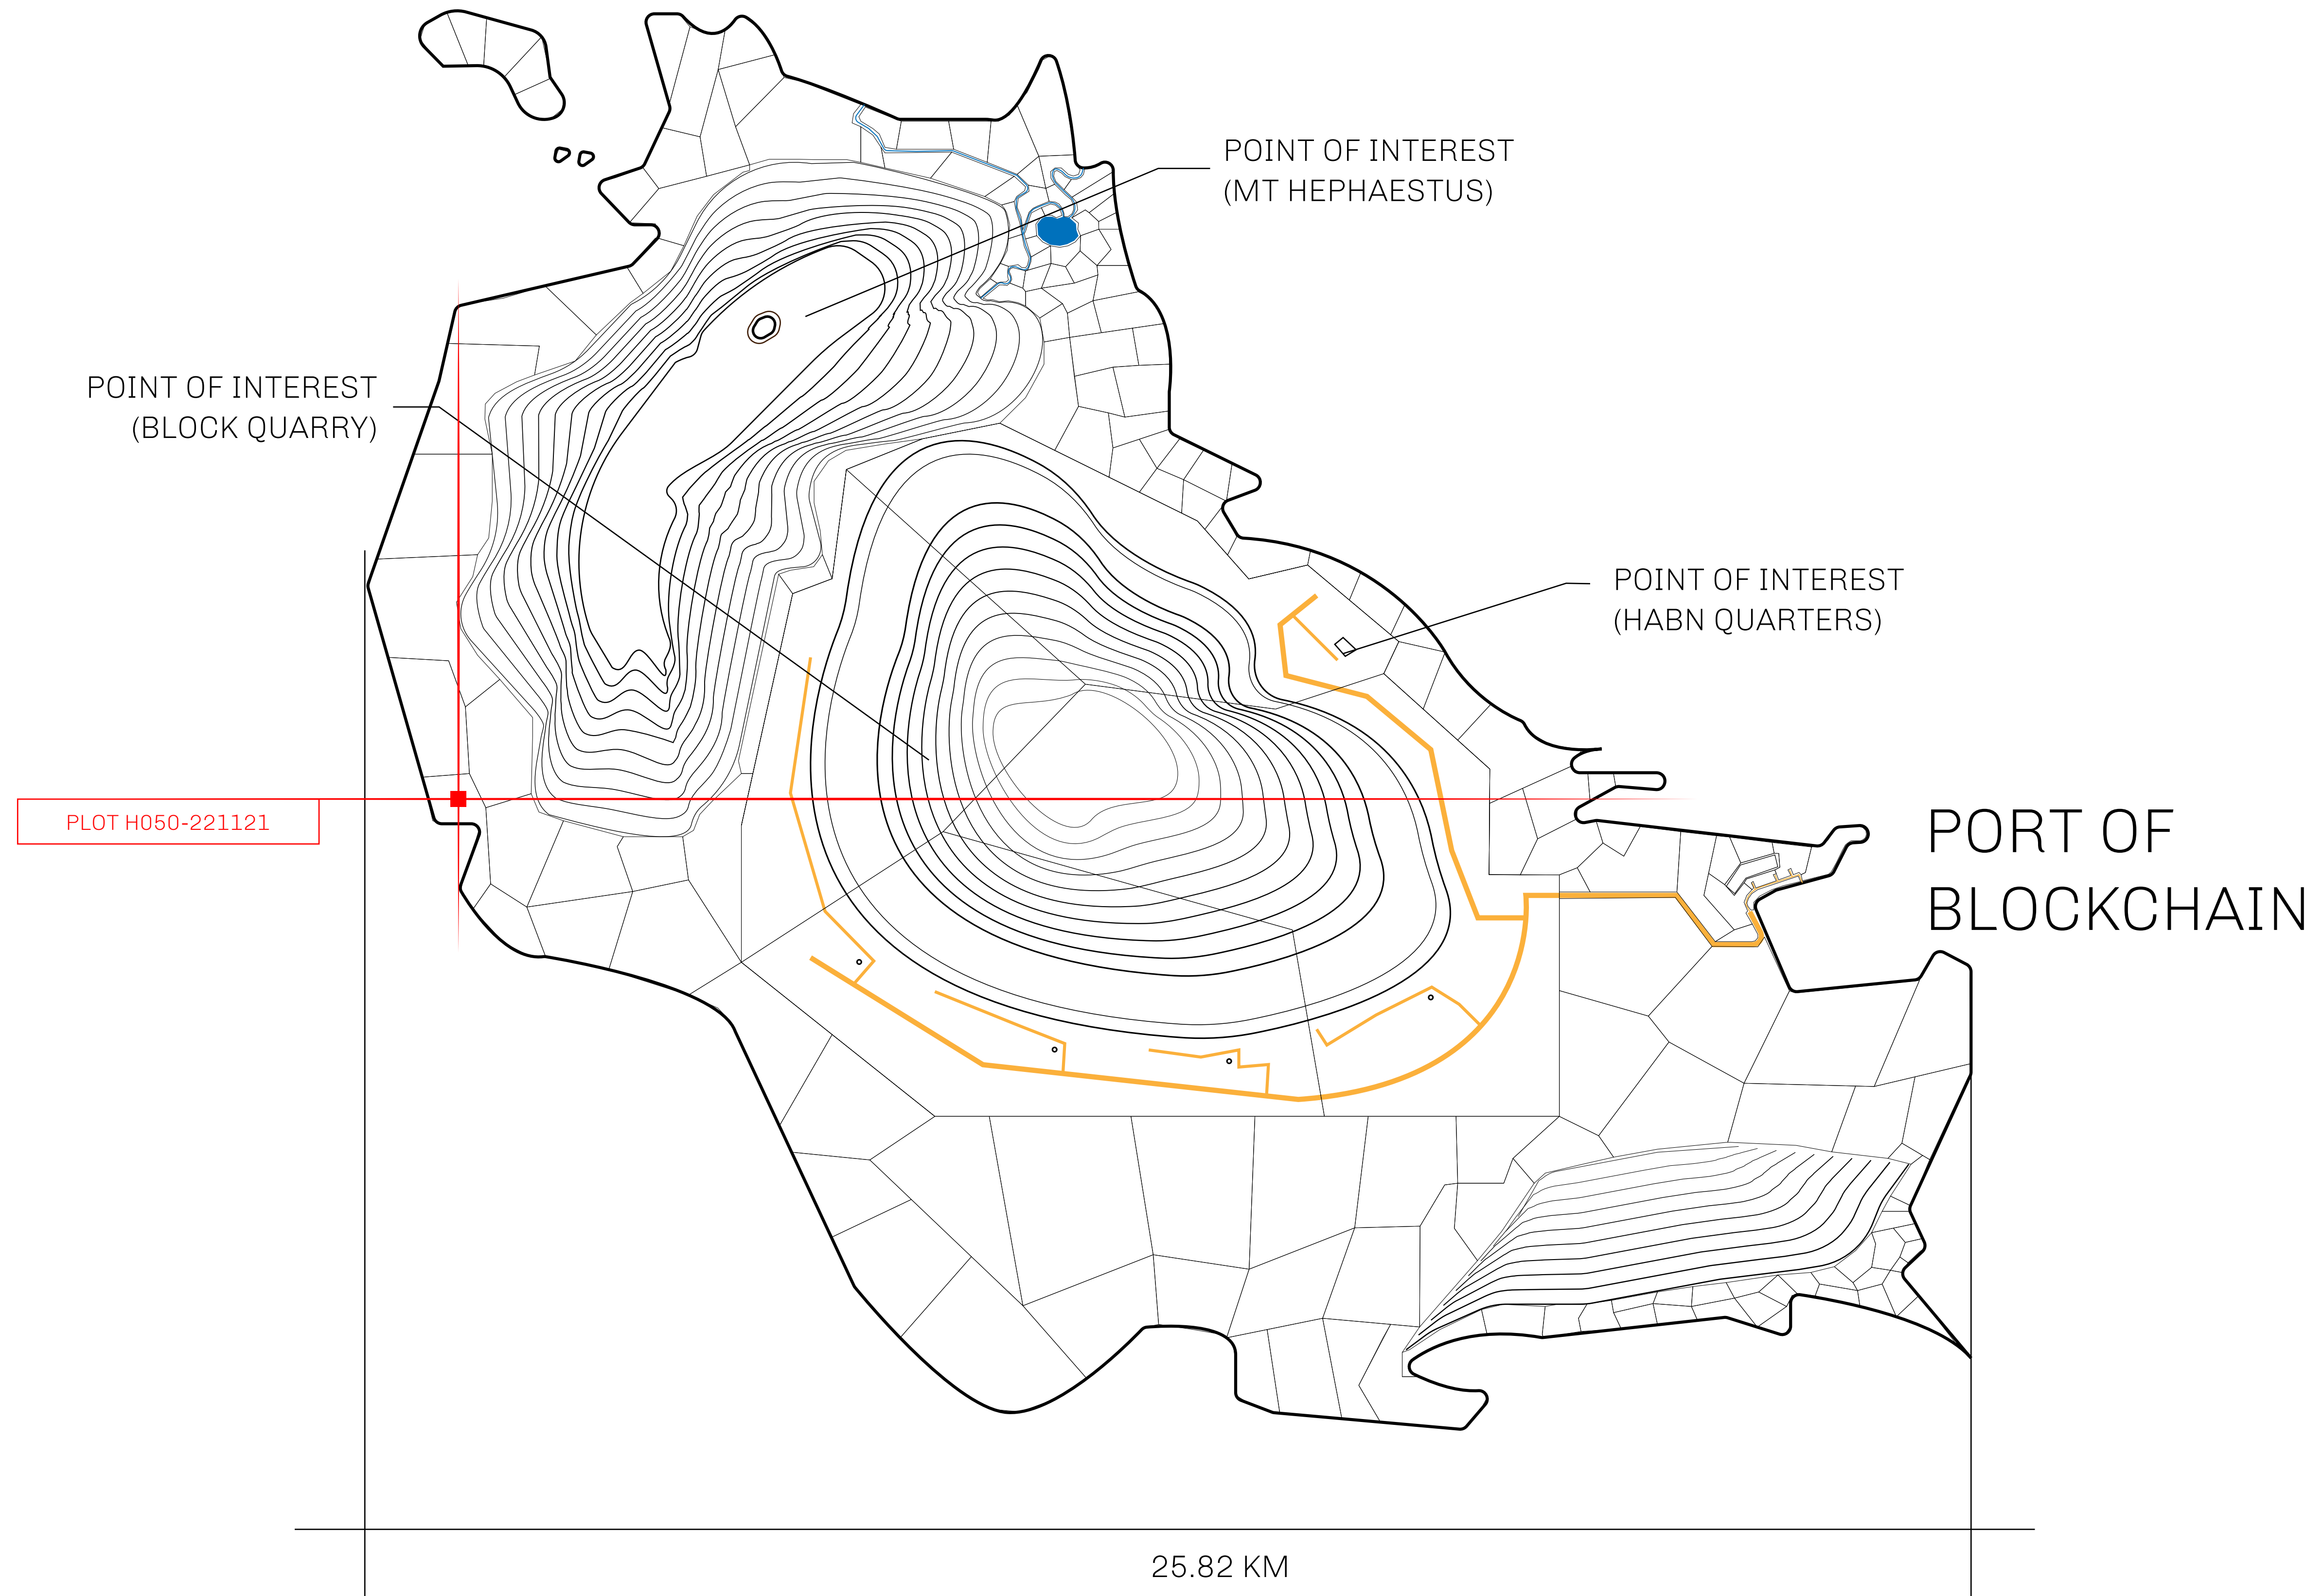 POINT OF INTEREST
(MT HEPHAESTUS)
POINT OF INTEREST
(BLOCK QUARRY)
POINT OF INTEREST
(HABN QUARTERS)
PLOT H050-221121
PORT OF
BLOCKCHAIN
25.82 KM